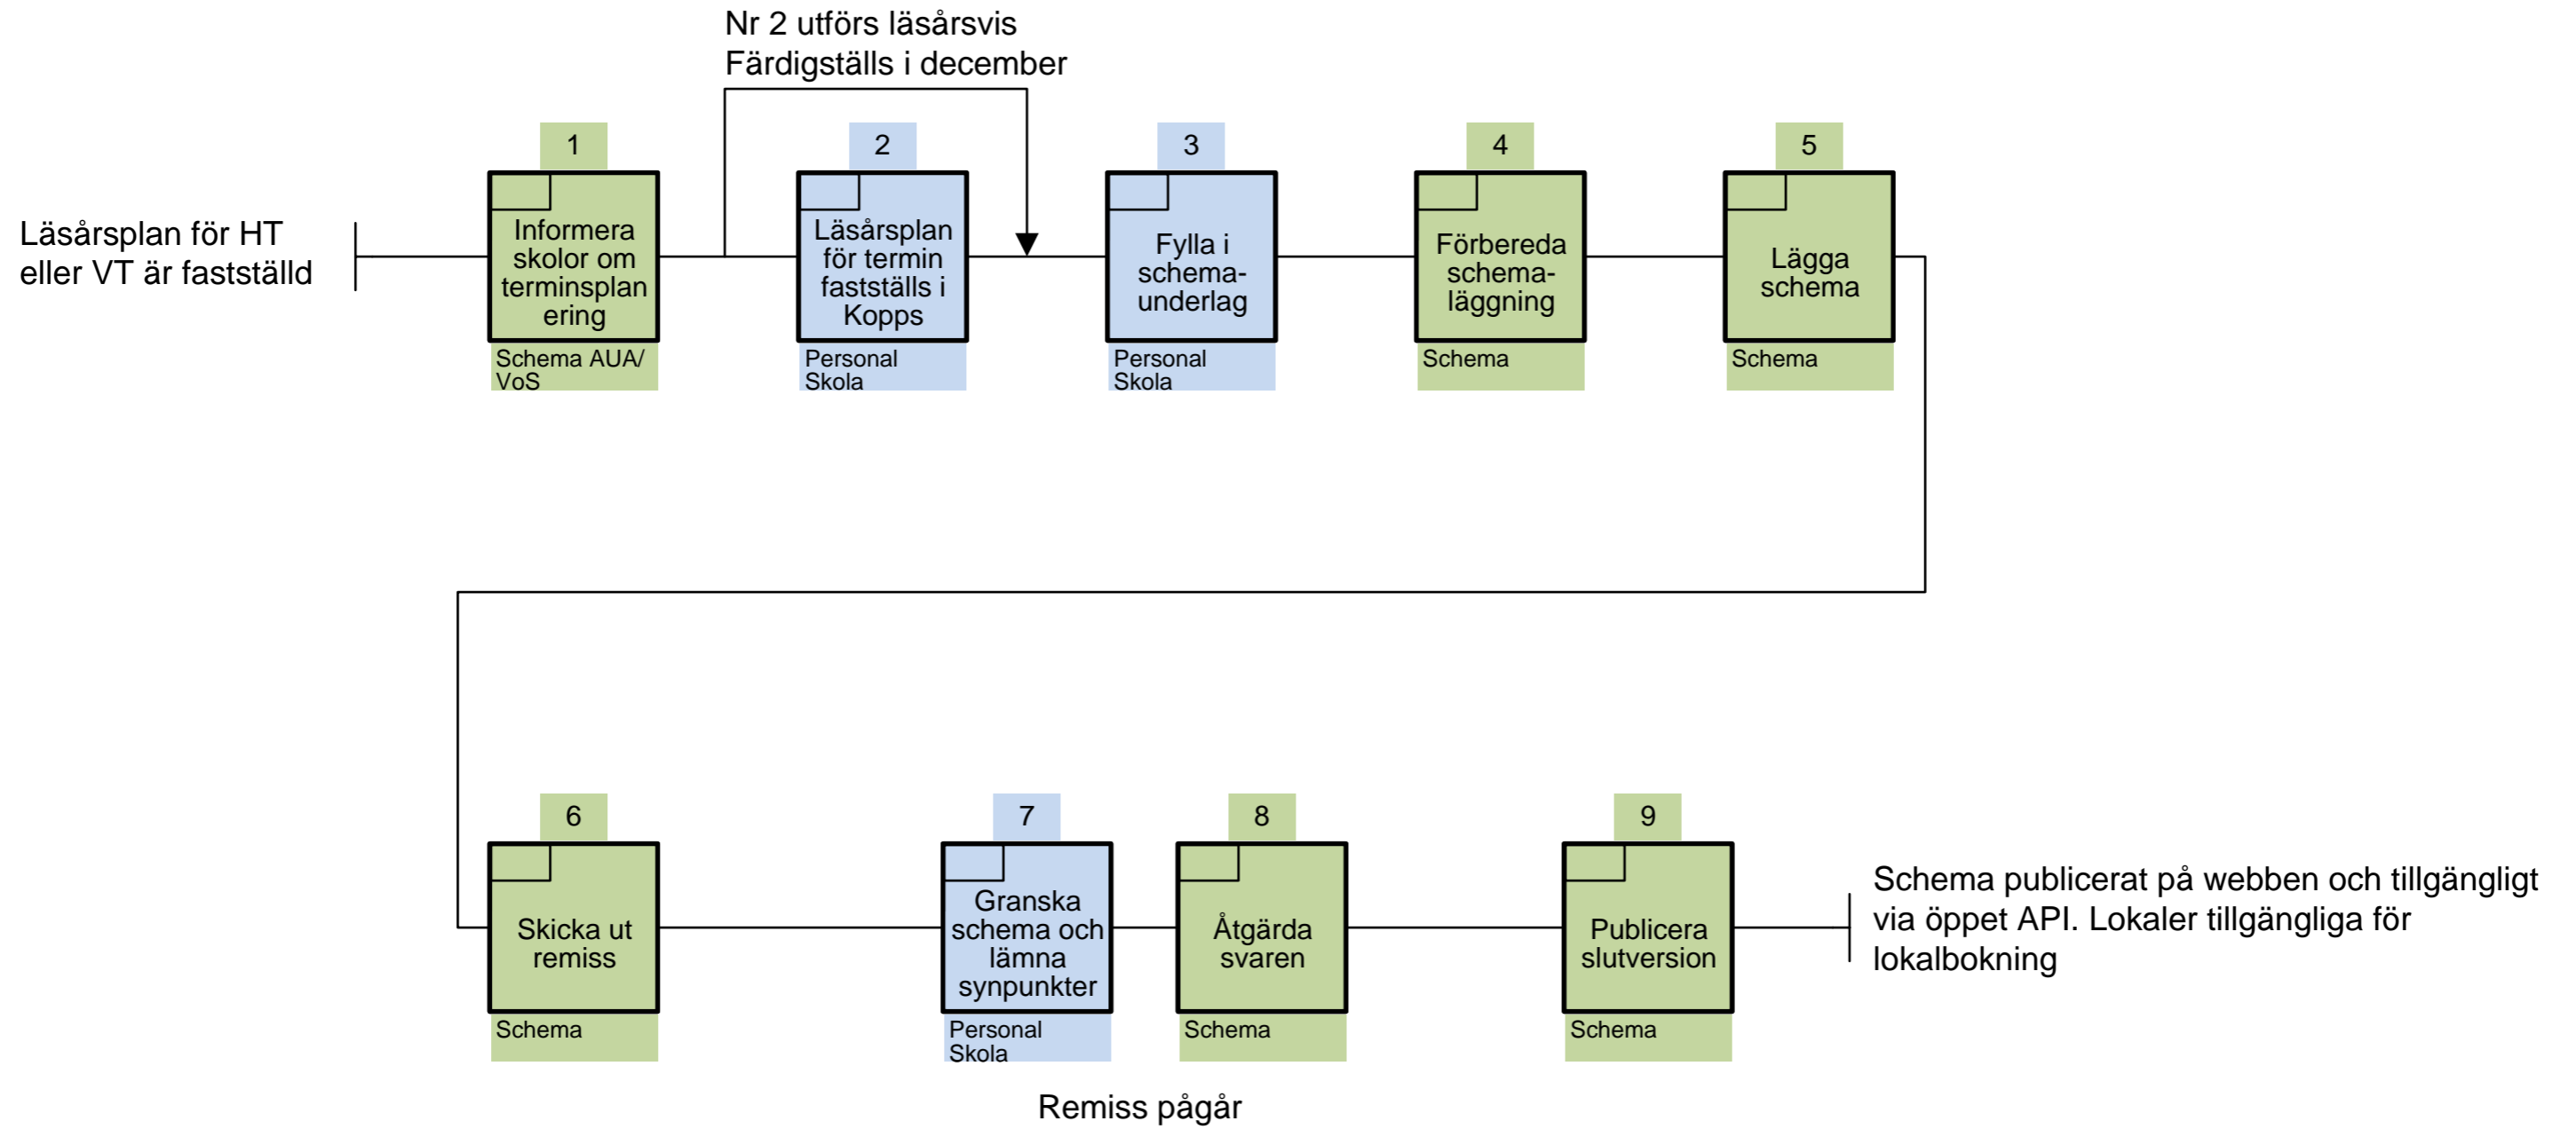 Nr 2 utförs läsårsvis
Färdigställs i december
Läsårsplan för HT
eller VT är fastställd
1
Informera
skolor om
terminsplan
ering
Schema AUA/
VoS
2
Läsårsplan
för termin
fastställs i
Kopps
Personal
Skola
3
Fylla i
schema-
underlag
Personal
Skola
4
Förbereda
schema-
läggning
Schema
5
Lägga
schema
Schema
6
Skicka ut
remiss
Schema
7
Granska
schema och
lämna
synpunkter
Personal
Skola
8
Åtgärda
svaren
Schema
9
Publicera
slutversion
Schema
Schema publicerat på webben och tillgängligt
via öppet API. Lokaler tillgängliga för
lokalbokning
Remiss pågår